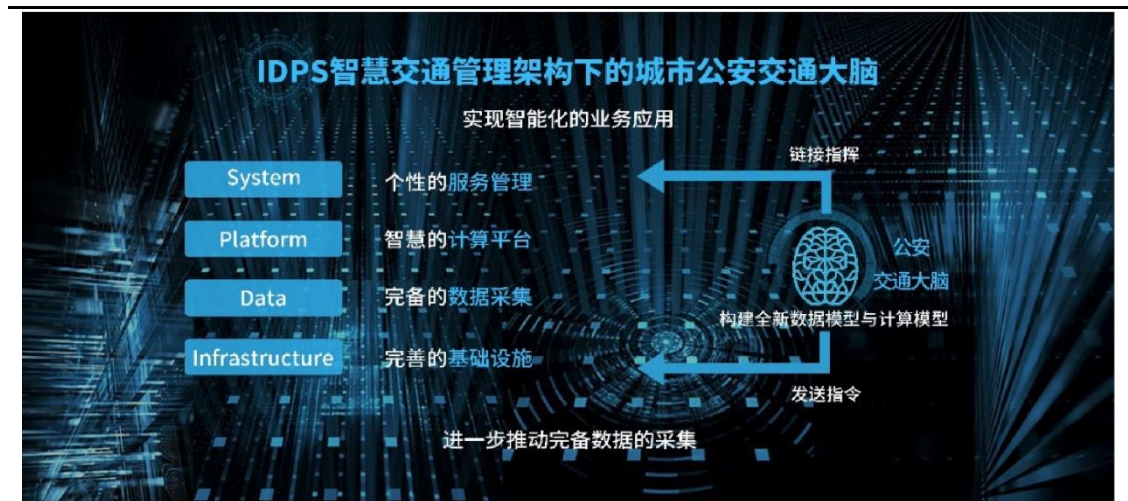 IDPS智慧交通管理架构下的城市公安交通大脑
实现智能化的业务应用
链接指挥
System 个性的服务管理
Platform 智慧的计算平台
公安
交通大脑
Data 完备的数据采集
构建全新数据模型与计算模型
Infrastructure 完善的基础设施
发送指令
进一步推动完备数据的采集